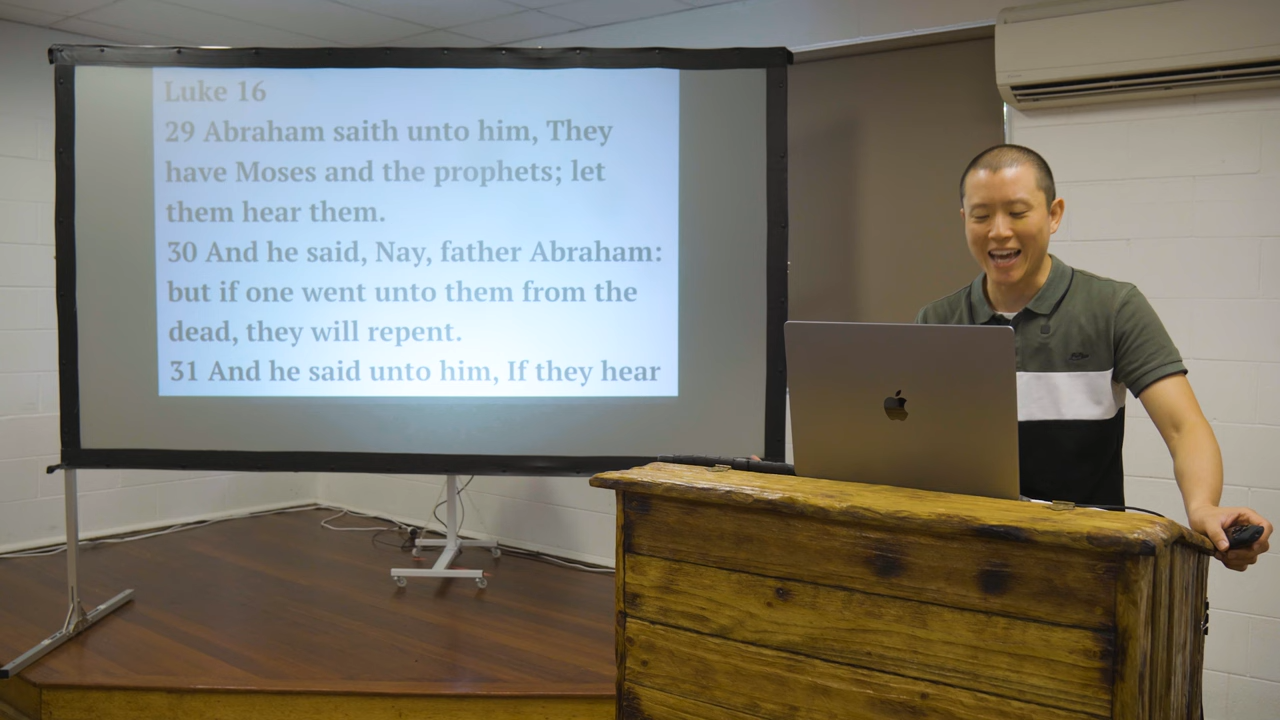 Luke 16
29 Abraham saith unto him, They
have Moses and the prophets; let
them hear them.
30 And he said, Nay, father Abraham:
but if one went unto them from the
dead, they will repent.
31 And he said unto him, If they hear